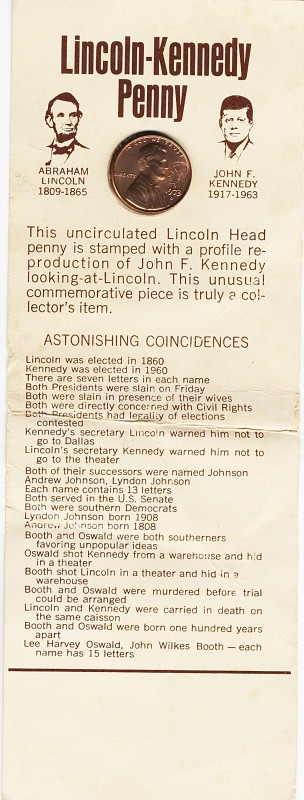 Lincoln-Kennedy
Penny
ABRAHAM
LINCOLN
1809-1865
JOHN F.
KENNEDY
1917-1963
LIBERTY
1973
This uncirculated Lincoln Head
penny is stamped with a profile re-
production of John F. Kennedy
looking-at-Lincoln. This unusual
commemorative piece is truly a col-
lector's item.
ASTONISHING COINCIDENCES
Lincoln was elected in 1860
Kennedy was elected in 1960
There are seven letters in each name
Both Presidents were slain on Friday
Both were slain in presence of their wives
Both were directly concerned with Civil Rights
Both Presidents had legality of elections
contested
Kennedy's secretary Lincoln warned him not to
go to Dallas
Lincoln's secretary Kennedy warned him not to
go to the theater
Both of their successors were named Johnson
Andrew Johnson, Lyndon Johnson
Each name contains 13 letters
Both served in the U.S. Senate
Both were southern Democrats
Lyndon Johnson born 1908
Andrew Johnson born 1808
Booth and Oswald were both southerners
favoring unpopular ideas
Oswald shot Kennedy from a warehouse and hid
in a theater
Booth shot Lincoln in a theater and hid in a
warehouse
Booth and Oswald were murdered before trial
could be arranged
Lincoln and Kennedy were carried in death on
the same caisson
Booth and Oswald were born one hundred years
apart
Lee Harvey Oswald, John Wilkes Booth — each
name has 15 letters